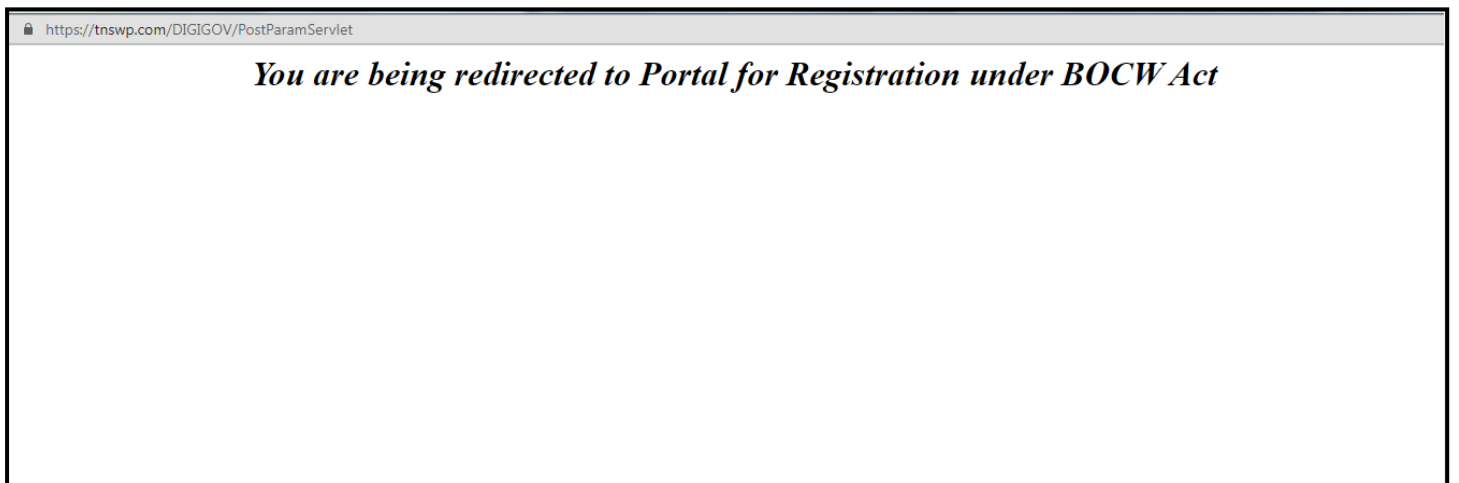 https://tnswp.com/DIGIGOV/PostParamServlet
You are being redirected to Portal for Registration under BOCW Act